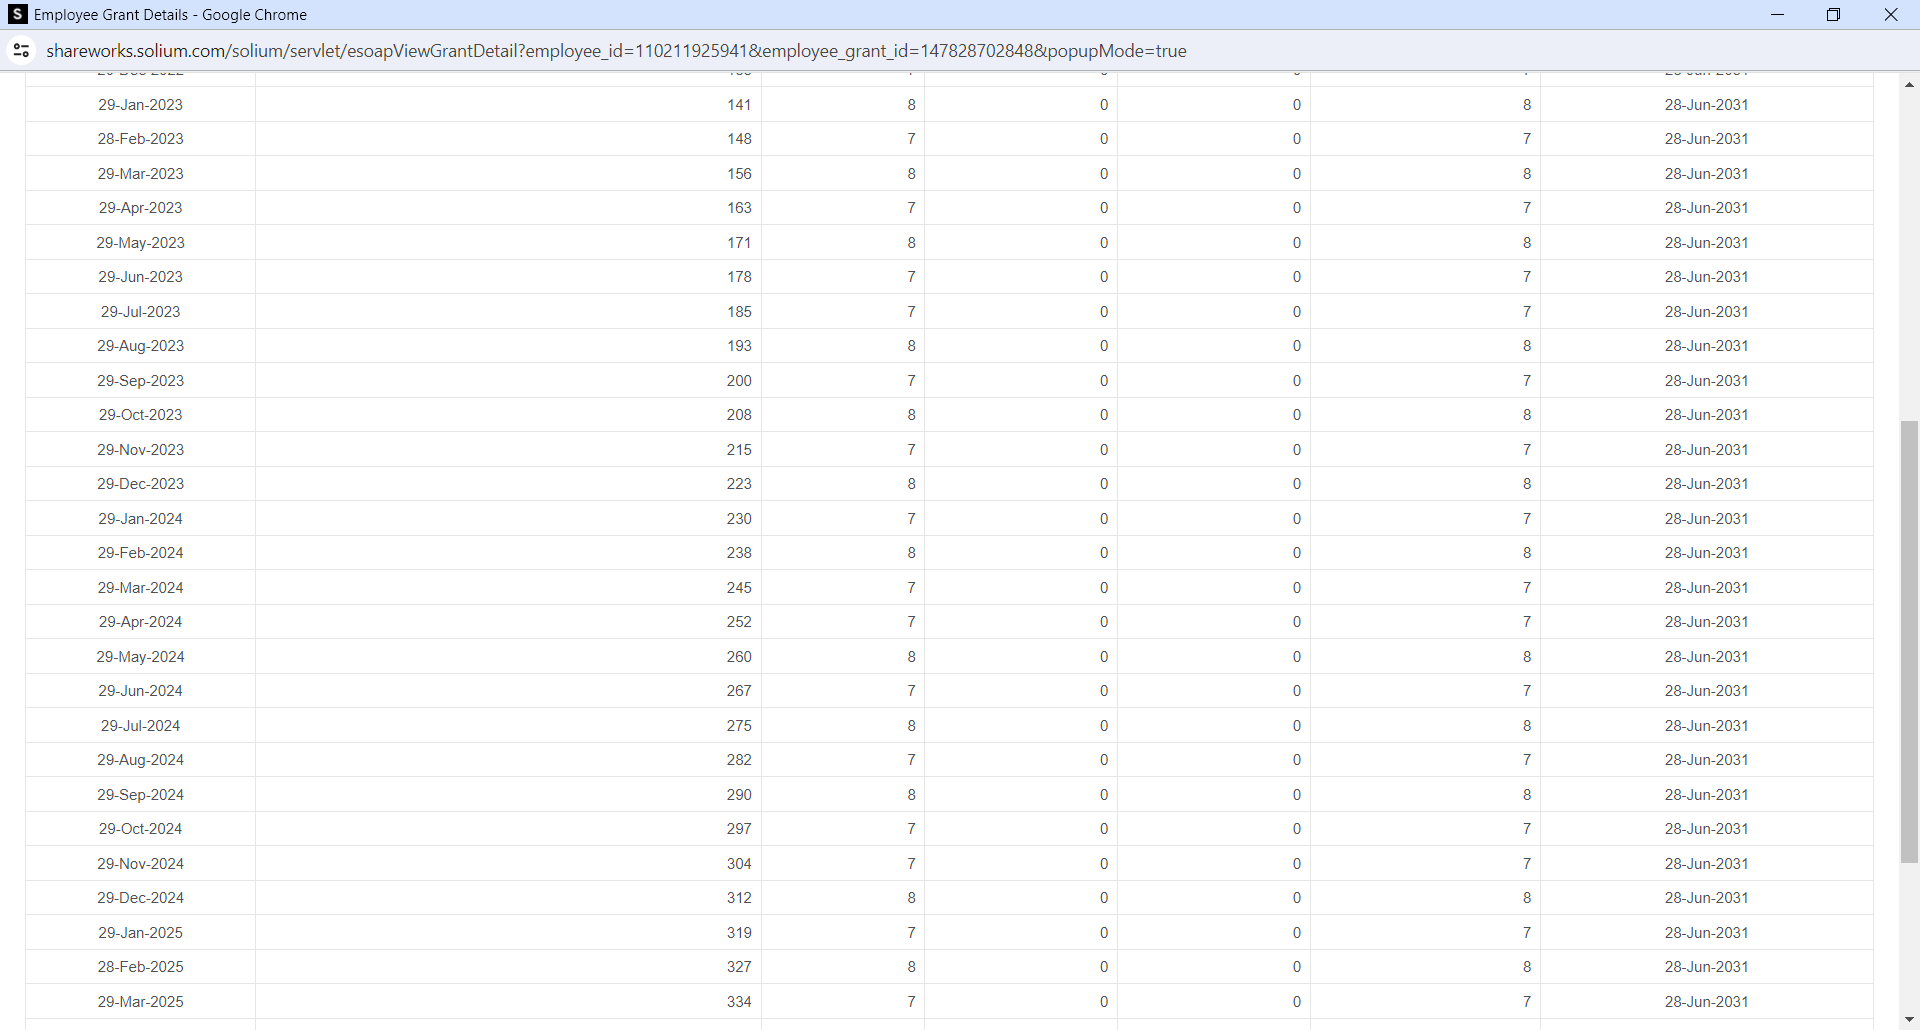 S Employee Grant Details - Google Chrome
shareworks.solium.com/solium/servlet/esoapViewGrantDetail?employee_id=110211925941&employee_grant_id=147828702848&popupMode=true
29-Jan-2023 141 8 0 0 8 28-Jun-2031
28-Feb-2023 148 7 0 0 7 28-Jun-2031
29-Mar-2023 156 8 0 0 8 28-Jun-2031
29-Apr-2023 163 7 0 0 7 28-Jun-2031
29-May-2023 171 8 0 0 8 28-Jun-2031
29-Jun-2023 178 7 0 0 7 28-Jun-2031
29-Jul-2023 185 7 0 0 7 28-Jun-2031
29-Aug-2023 193 8 0 0 8 28-Jun-2031
29-Sep-2023 200 7 0 0 7 28-Jun-2031
29-Oct-2023 208 8 0 0 8 28-Jun-2031
29-Nov-2023 215 7 0 0 7 28-Jun-2031
29-Dec-2023 223 8 0 0 8 28-Jun-2031
29-Jan-2024 230 7 0 0 7 28-Jun-2031
29-Feb-2024 238 8 0 0 8 28-Jun-2031
29-Mar-2024 245 7 0 0 7 28-Jun-2031
29-Apr-2024 252 7 0 0 7 28-Jun-2031
29-May-2024 260 8 0 0 8 28-Jun-2031
29-Jun-2024 267 7 0 0 7 28-Jun-2031
29-Jul-2024 275 8 0 0 8 28-Jun-2031
29-Aug-2024 282 7 0 0 7 28-Jun-2031
29-Sep-2024 290 8 0 0 8 28-Jun-2031
29-Oct-2024 297 7 0 0 7 28-Jun-2031
29-Nov-2024 304 7 0 0 7 28-Jun-2031
29-Dec-2024 312 8 0 0 8 28-Jun-2031
29-Jan-2025 319 7 0 0 7 28-Jun-2031
28-Feb-2025 327 8 0 0 8 28-Jun-2031
29-Mar-2025 334 7 0 0 7 28-Jun-2031